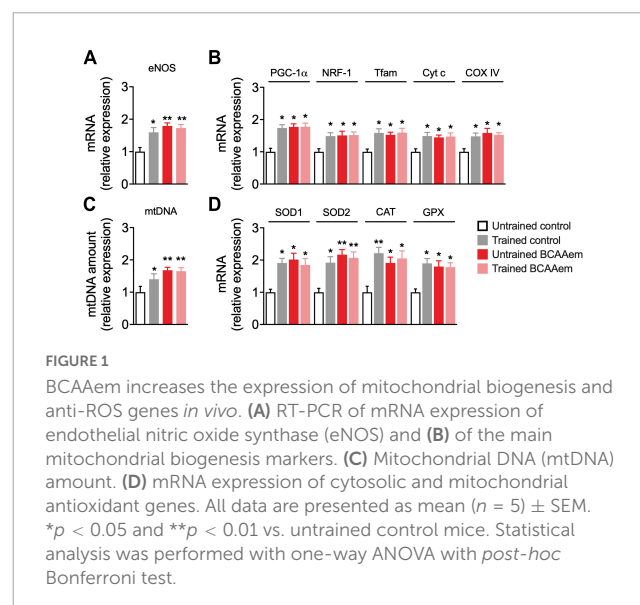 A
eNOS
mRNA
(relative expression)
3
2
1
0
* ** **
B
PGC-1α NRF-1 Tfam Cyt c COX IV
mRNA
(relative expression)
3
2
1
0
* * * * * * * * * * * * * * *
C
mtDNA
mtDNA amount
(relative expression)
3
2
1
0
* ** **
D
SOD1 SOD2 CAT GPX
mRNA
(relative expression)
3
2
1
0
* * * * ** ** ** * * * * *
Untrained control
Trained control
Untrained BCAAem
Trained BCAAem
FIGURE 1
BCAAem increases the expression of mitochondrial biogenesis and
anti-ROS genes in vivo. (A) RT-PCR of mRNA expression of
endothelial nitric oxide synthase (eNOS) and (B) of the main
mitochondrial biogenesis markers. (C) Mitochondrial DNA (mtDNA)
amount. (D) mRNA expression of cytosolic and mitochondrial
antioxidant genes. All data are presented as mean (n = 5) ± SEM.
*p < 0.05 and **p < 0.01 vs. untrained control mice. Statistical
analysis was performed with one-way ANOVA with post-hoc
Bonferroni test.